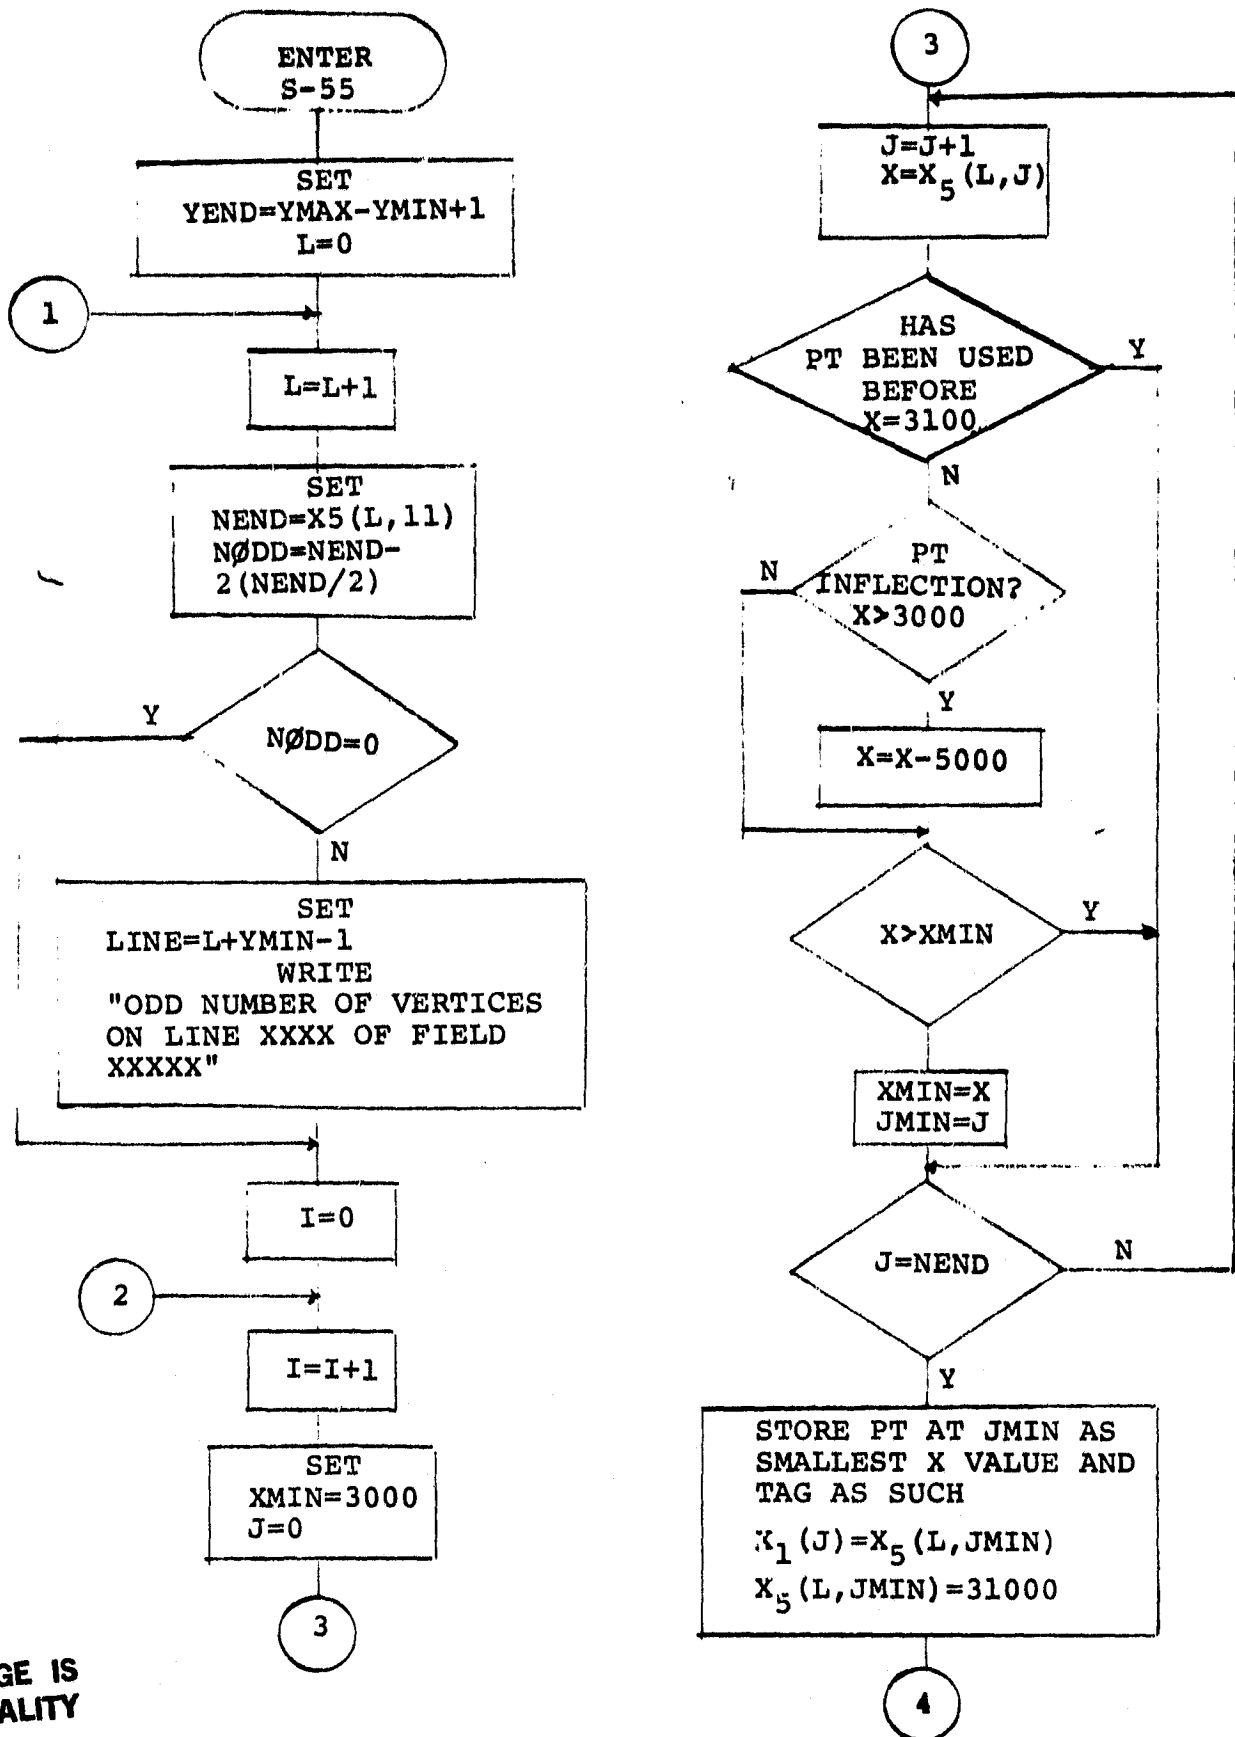 ENTER
S-55
SET
YEND=YMAX-YMIN+1
L=0
1
L=L+1
SET
NEND=X5(L,11)
NØDD=NEND-
2(NEND/2)
Y
NØDD=0
N
SET
LINE=L+YMIN-1
WRITE
"ODD NUMBER OF VERTICES
ON LINE XXXX OF FIELD
XXXXX"
I=0
2
I=I+1
SET
XMIN=3000
J=0
3
GE IS
ALITY
3
J=J+1
X=X5(L,J)
HAS
PT BEEN USED
BEFORE
X=3100
Y
N
PT
INFLECTION?
X>3000
N
Y
X=X-5000
X>XMIN
Y
XMIN=X
JMIN=J
J=NEND
N
Y
STORE PT AT JMIN AS
SMALLEST X VALUE AND
TAG AS SUCH
X1(J)=X5(L,JMIN)
X5(L,JMIN)=31000
4